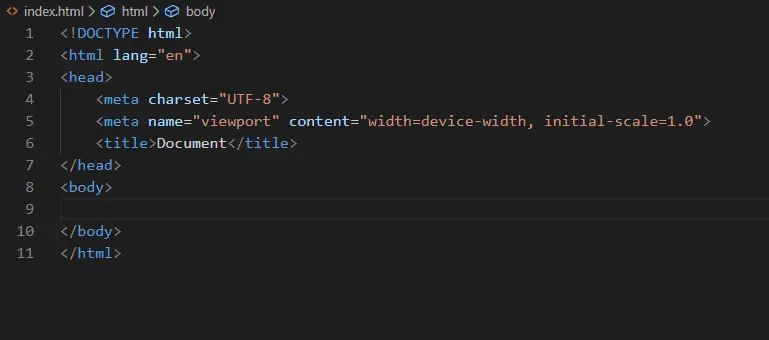 index.html > html > body
1 <!DOCTYPE html>
2 <html lang="en">
3 <head>
4     <meta charset="UTF-8">
5     <meta name="viewport" content="width=device-width, initial-scale=1.0">
6     <title>Document</title>
7 </head>
8 <body>
9
10 </body>
11 </html>